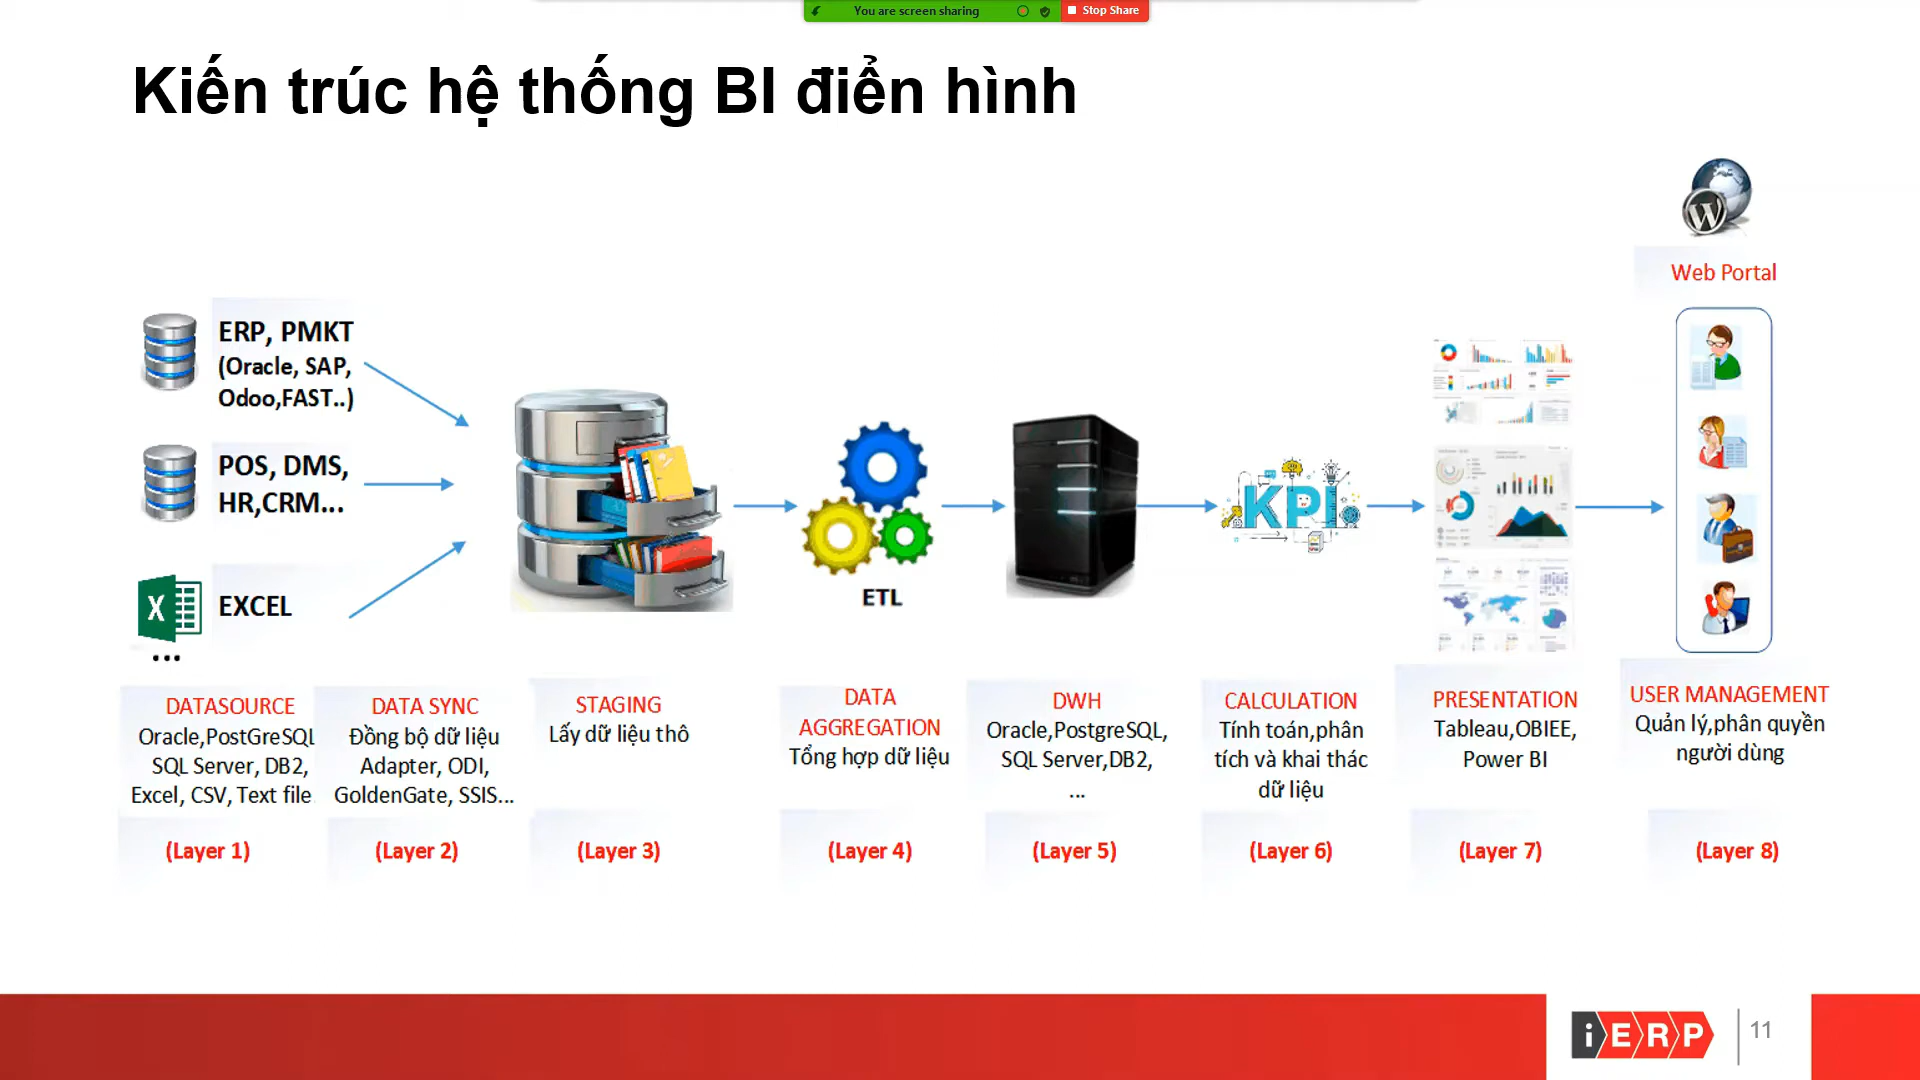 You are screen sharing
Stop Share
Kiến trúc hệ thống BI điển hình
Web Portal
ERP, PMKT
(Oracle, SAP,
Odoo,FAST..)
POS, DMS,
HR,CRM...
X
EXCEL
...
ETL
KPI
W
DATASOURCE
Oracle,PostGreSQL
SQL Server, DB2,
Excel, CSV, Text file
(Layer 1)
DATA SYNC
Đồng bộ dữ liệu
Adapter, ODI,
GoldenGate, SSIS...
(Layer 2)
STAGING
Lấy dữ liệu thô
(Layer 3)
DATA
AGGREGATION
Tổng hợp dữ liệu
(Layer 4)
DWH
Oracle,PostgreSQL,
SQL Server,DB2,
...
(Layer 5)
CALCULATION
Tính toán,phân
tích và khai thác
dữ liệu
(Layer 6)
PRESENTATION
Tableau,OBIEE,
Power BI
(Layer 7)
USER MANAGEMENT
Quản lý,phân quyền
người dùng
(Layer 8)
iERP
11